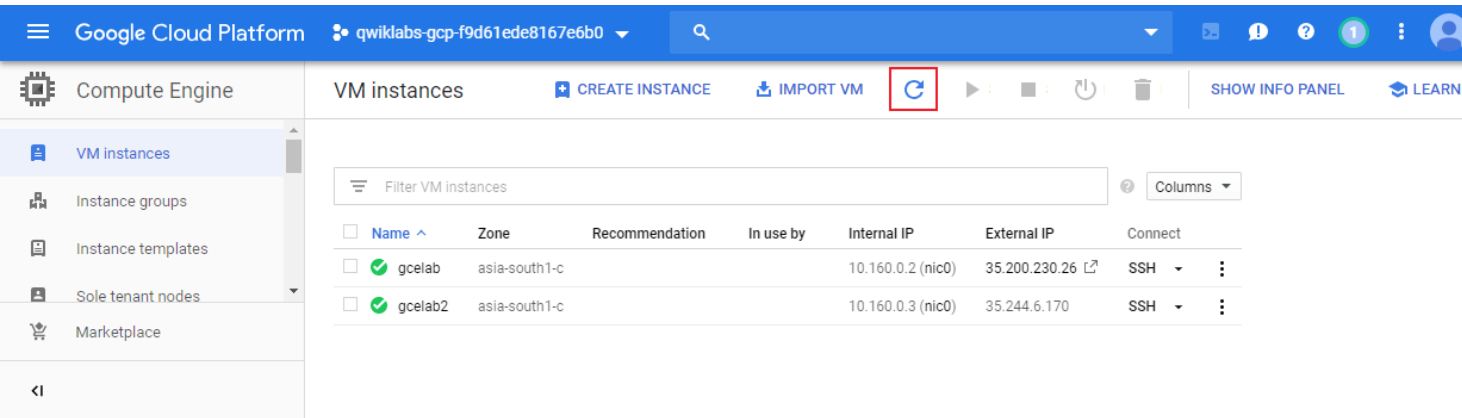 Google Cloud Platform qwiklabs-gcp-f9d61ede8167e6b0 1
Compute Engine VM instances CREATE INSTANCE IMPORT VM SHOW INFO PANEL LEARN
VM instances
Instance groups
Instance templates
Sole tenant nodes
Marketplace
Filter VM instances Columns
Name Zone Recommendation In use by Internal IP External IP Connect
gcelab asia-south1-c 10.160.0.2 (nic0) 35.200.230.26 SSH
gcelab2 asia-south1-c 10.160.0.3 (nic0) 35.244.6.170 SSH